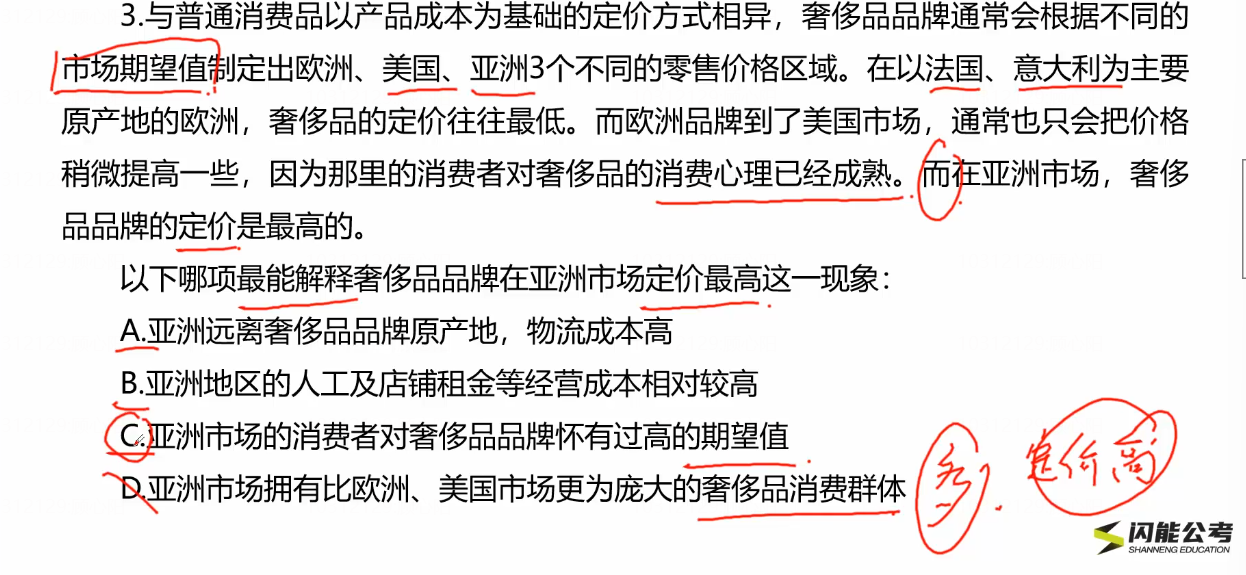 3.与普通消费品以产品成本为基础的定价方式相异，奢侈品品牌通常会根据不同的
市场期望值制定出欧洲、美国、亚洲3个不同的零售价格区域。在以法国、意大利为主要
原产地的欧洲，奢侈品的定价往往最低。而欧洲品牌到了美国市场，通常也只会把价格
稍微提高一些，因为那里的消费者对奢侈品的消费心理已经成熟。而在亚洲市场，奢侈
品品牌的定价是最高的。
以下哪项最能解释奢侈品品牌在亚洲市场定价最高这一现象：
A.亚洲远离奢侈品品牌原产地，物流成本高
B.亚洲地区的人工及店铺租金等经营成本相对较高
C.亚洲市场的消费者对奢侈品品牌怀有过高的期望值
D.亚洲市场拥有比欧洲、美国市场更为庞大的奢侈品消费群体
多 定价高
闪能公考
SHANNENG EDUCATION